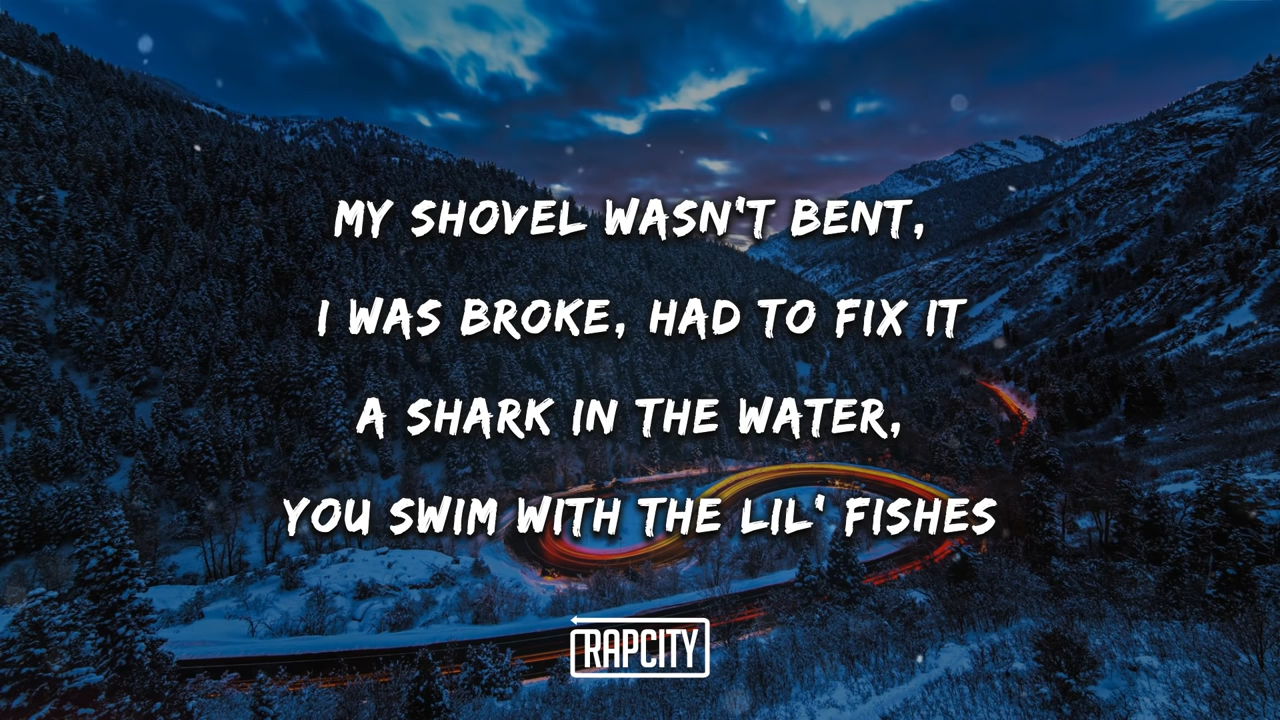 MY SHOVEL WASN'T BENT,
I WAS BROKE, HAD TO FIX IT
A SHARK IN THE WATER,
YOU SWIM WITH THE LIL' FISHES
RAPCITY